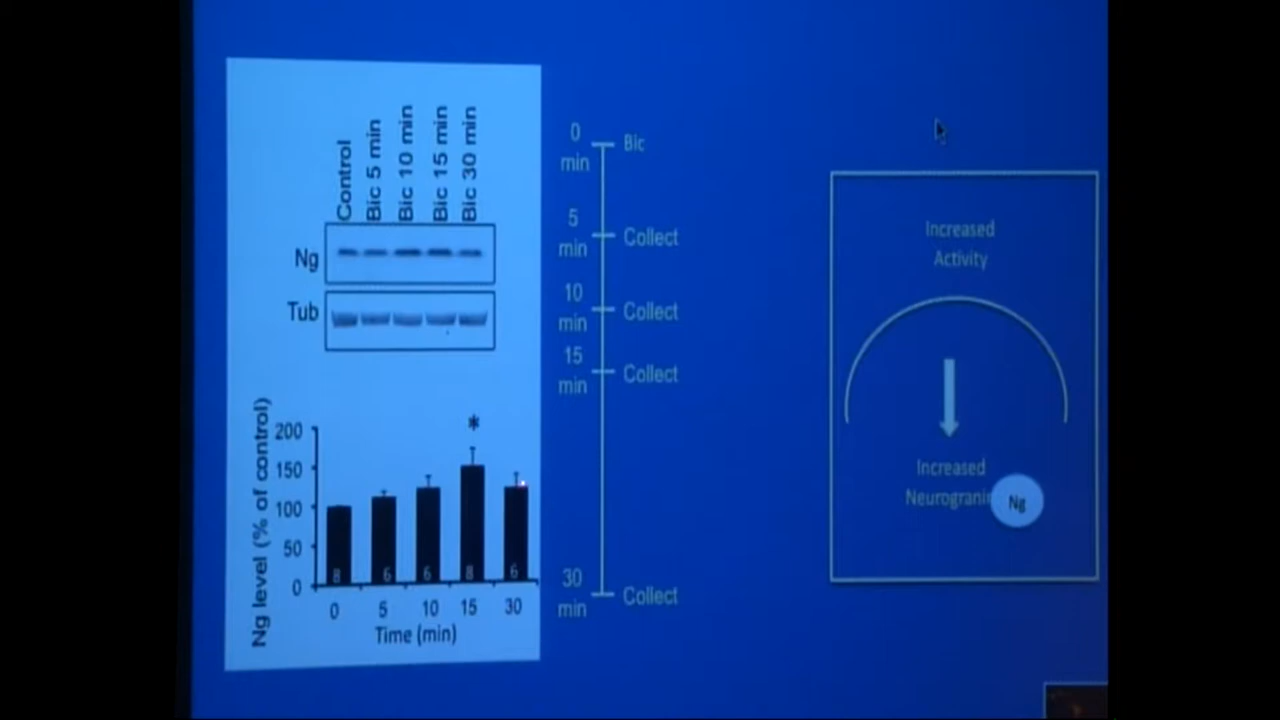 Control
Bic 5 min
Bic 10 min
Bic 15 min
Bic 30 min
Ng
Tub
Ng level (% of control)
200
150
100
50
0
*
8
6
6
8
6
0
5
10
15
30
Time (min)
0
min
Bic
5
min
Collect
10
min
Collect
15
min
Collect
30
min
Collect
Increased
Activity
Increased
Neurogranin
Ng